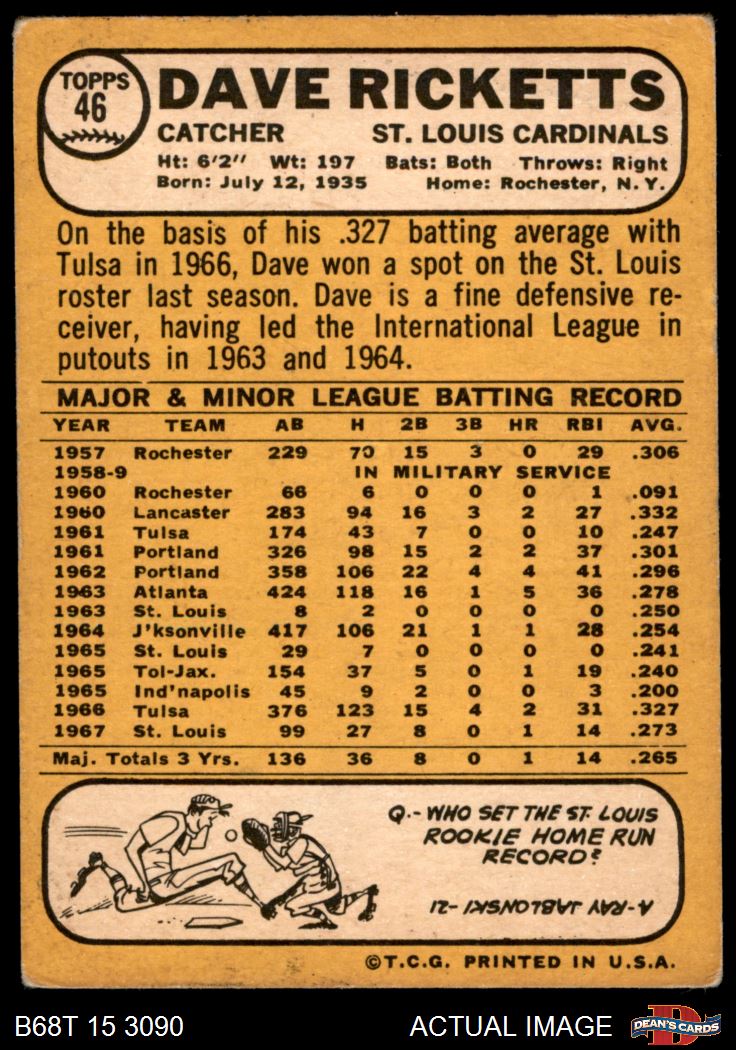 TOPPS
46
DAVE RICKETTS
CATCHER ST. LOUIS CARDINALS
Ht: 6'2" Wt: 197 Bats: Both Throws: Right
Born: July 12, 1935 Home: Rochester, N. Y.
On the basis of his .327 batting average with
Tulsa in 1966, Dave won a spot on the St. Louis
roster last season. Dave is a fine defensive re-
ceiver, having led the International League in
putouts in 1963 and 1964.
MAJOR & MINOR LEAGUE BATTING RECORD
YEAR TEAM AB H 2B 3B HR RBI AVG.
1957 Rochester 229 70 15 3 0 29 .306
1958-9 IN MILITARY SERVICE
1960 Rochester 66 6 0 0 0 1 .091
1960 Lancaster 283 94 16 3 2 27 .332
1961 Tulsa 174 43 7 0 0 10 .247
1961 Portland 326 98 15 2 2 37 .301
1962 Portland 358 106 22 4 4 41 .296
1963 Atlanta 424 118 16 1 5 36 .278
1963 St. Louis 8 2 0 0 0 0 .250
1964 J'ksonville 417 106 21 1 1 28 .254
1965 St. Louis 29 7 0 0 0 0 .241
1965 Tol-Jax. 154 37 5 0 1 19 .240
1965 Ind'napolis 45 9 2 0 0 3 .200
1966 Tulsa 376 123 15 4 2 31 .327
1967 St. Louis 99 27 8 0 1 14 .273
Maj. Totals 3 Yrs. 136 36 8 0 1 14 .265
Q.- WHO SET THE ST. LOUIS
ROOKIE HOME RUN
RECORD?
A-RAY JABLONSKI -21
©T.C.G. PRINTED IN U.S.A.
B68T 15 3090 ACTUAL IMAGE DEAN'S CARDS